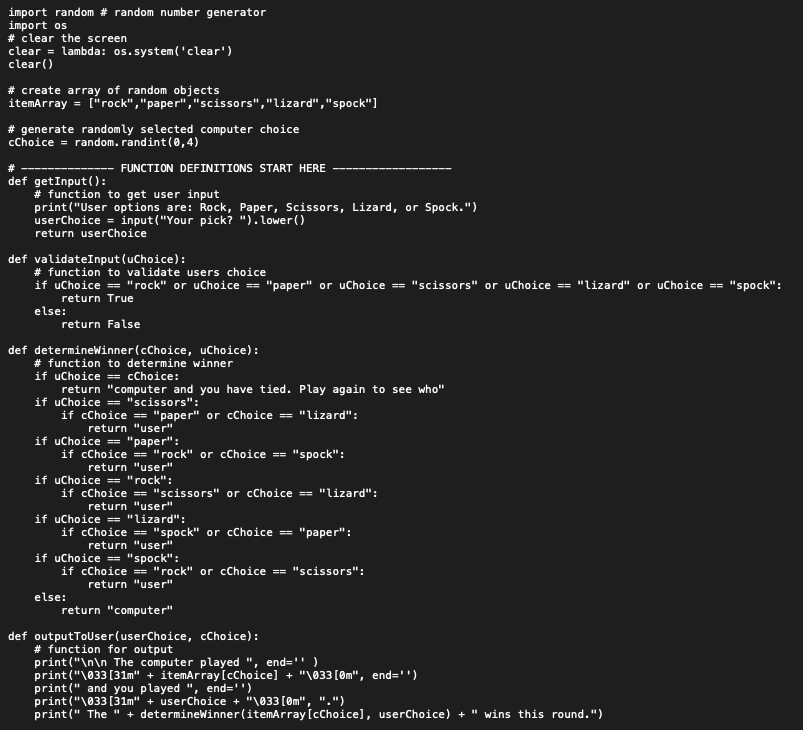 import random # random number generator
import os
# clear the screen
clear = lambda: os.system('clear')
clear()

# create array of random objects
itemArray = ["rock","paper","scissors","lizard","spock"]

# generate randomly selected computer choice
cChoice = random.randint(0,4)

# –––––––––––––– FUNCTION DEFINITIONS START HERE ––––––––––––––––––
def getInput():
    # function to get user input
    print("User options are: Rock, Paper, Scissors, Lizard, or Spock.")
    userChoice = input("Your pick? ").lower()
    return userChoice

def validateInput(uChoice):
    # function to validate users choice
    if uChoice == "rock" or uChoice == "paper" or uChoice == "scissors" or uChoice == "lizard" or uChoice == "spock":
        return True
    else:
        return False

def determineWinner(cChoice, uChoice):
    # function to determine winner
    if uChoice == cChoice:
        return "computer and you have tied. Play again to see who"
    if uChoice == "scissors":
        if cChoice == "paper" or cChoice == "lizard":
            return "user"
    if uChoice == "paper":
        if cChoice == "rock" or cChoice == "spock":
            return "user"
    if uChoice == "rock":
        if cChoice == "scissors" or cChoice == "lizard":
            return "user"
    if uChoice == "lizard":
        if cChoice == "spock" or cChoice == "paper":
            return "user"
    if uChoice == "spock":
        if cChoice == "rock" or cChoice == "scissors":
            return "user"
    else:
        return "computer"

def outputToUser(userChoice, cChoice):
    # function for output
    print("\n\n The computer played ", end='' )
    print("\033[31m" + itemArray[cChoice] + "\033[0m", end='')
    print(" and you played ", end='')
    print("\033[31m" + userChoice + "\033[0m", ".")
    print(" The " + determineWinner(itemArray[cChoice], userChoice) + " wins this round.")